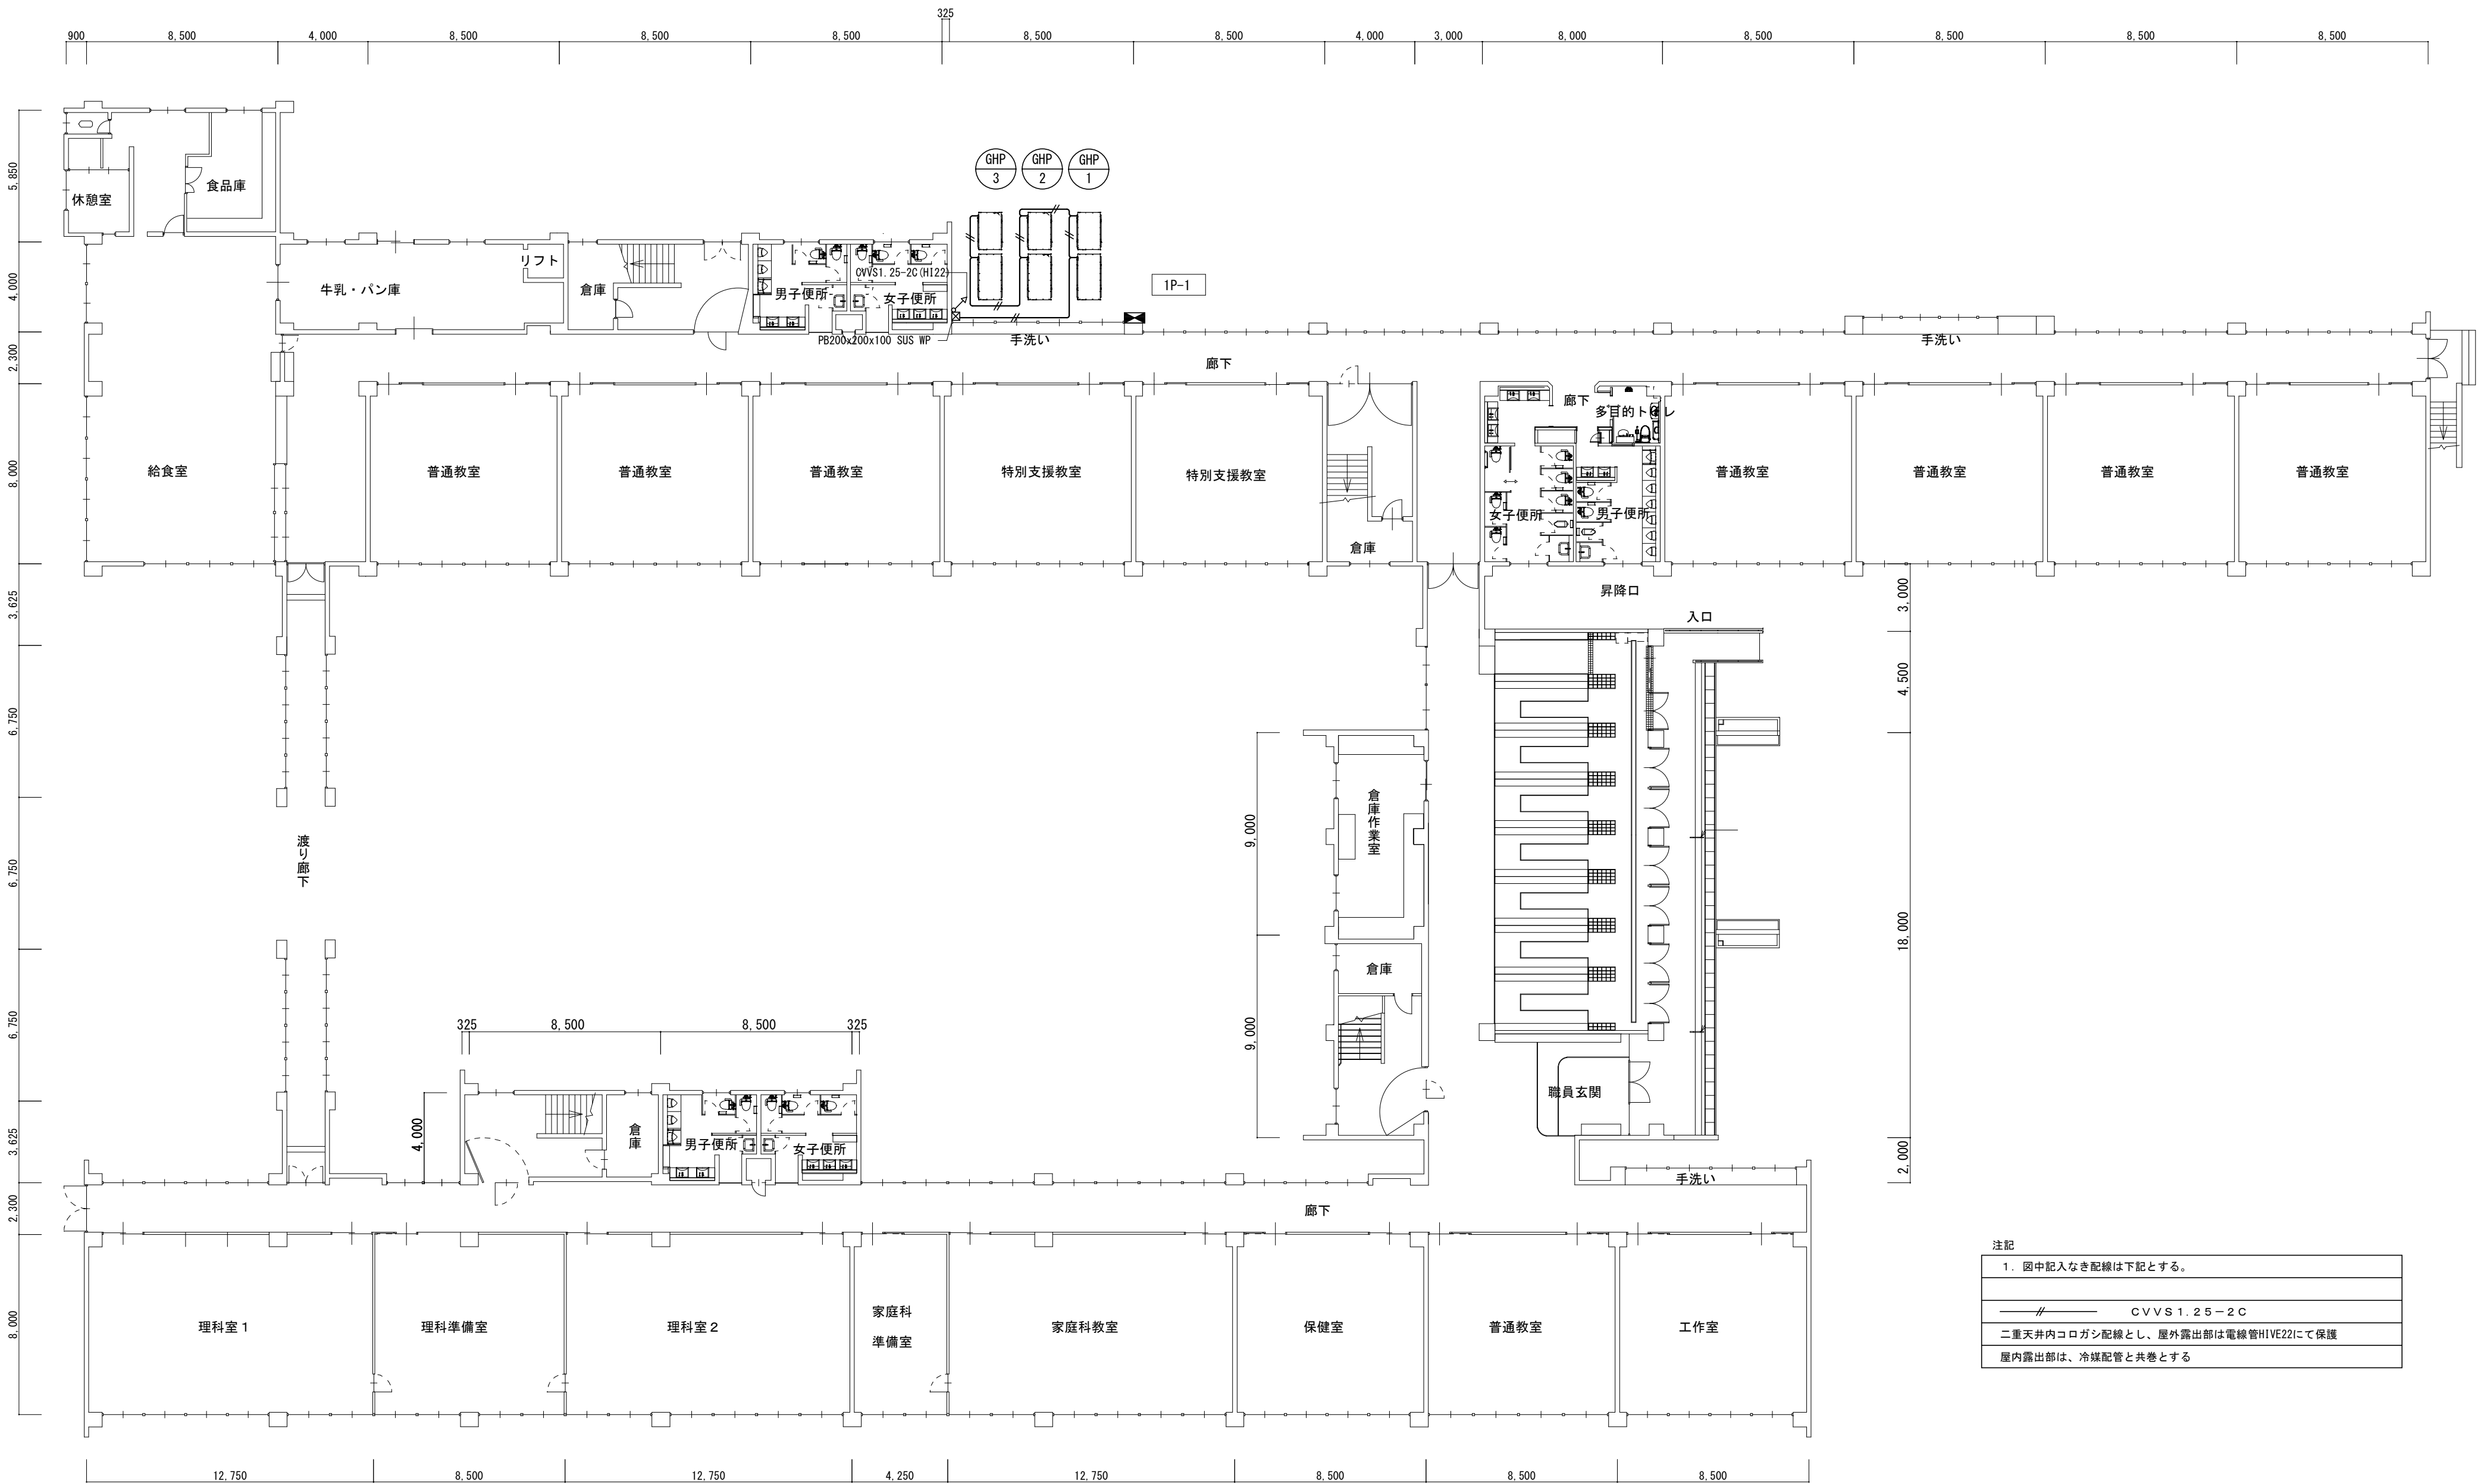 325
900
8,500
4,000
8,500
8,500
8,500
8,500
8,500
4,000
3,000
8,000
8,500
8,500
8,500
8,500
5,850
4,000
2,300
8,000
3,625
6,750
6,750
6,750
3,625
2,300
8,000
GHP
3
GHP
2
GHP
1
休憩室
食品庫
リフト
牛乳・パン庫
倉庫
CVVS1.25-2C(HI22)
男子便所
女子便所
1P-1
PB200x200x100 SUS WP
手洗い
手洗い
廊下
廊下
多目的トイレ
給食室
普通教室
普通教室
普通教室
特別支援教室
特別支援教室
倉庫
女子便所
男子便所
普通教室
普通教室
普通教室
普通教室
昇降口
入口
3,000
4,500
18,000
2,000
渡り廊下
9,000
9,000
倉庫作業室
倉庫
職員玄関
325
8,500
8,500
325
4,000
倉庫
男子便所
女子便所
手洗い
廊下
理科室1
理科準備室
理科室2
家庭科
準備室
家庭科教室
保健室
普通教室
工作室
注記
1. 図中記入なき配線は下記とする。
CVVS1.25-2C
二重天井内コロガシ配線とし、屋外露出部は電線管HIVE22にて保護
屋内露出部は、冷媒配管と共巻とする
12,750
8,500
12,750
4,250
12,750
8,500
8,500
8,500